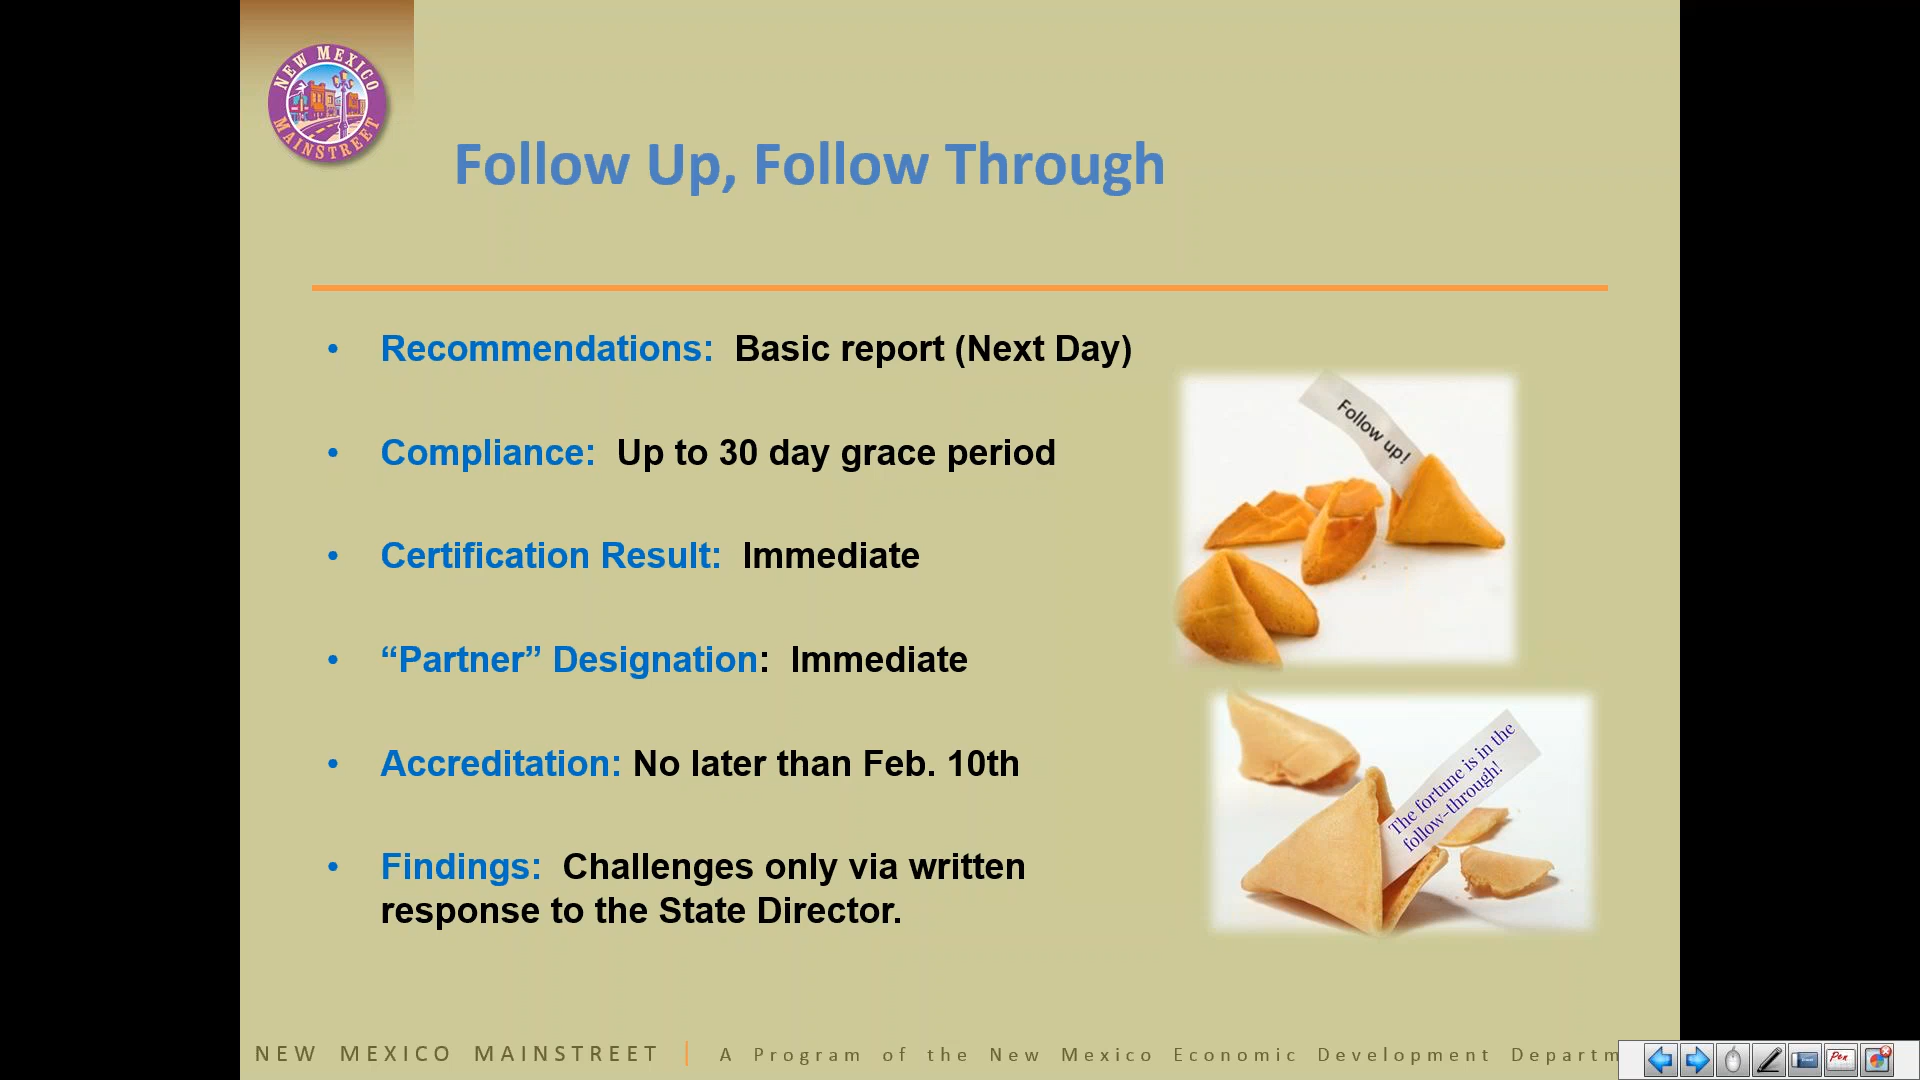 NEW MEXICO
MAINSTREET
Follow Up, Follow Through
• Recommendations: Basic report (Next Day)
• Compliance: Up to 30 day grace period
• Certification Result: Immediate
• “Partner” Designation: Immediate
• Accreditation: No later than Feb. 10th
• Findings: Challenges only via written
response to the State Director.
Follow up!
The fortune is in the
follow-through!
NEW MEXICO MAINSTREET | A Program of the New Mexico Economic Development Departm
Pen